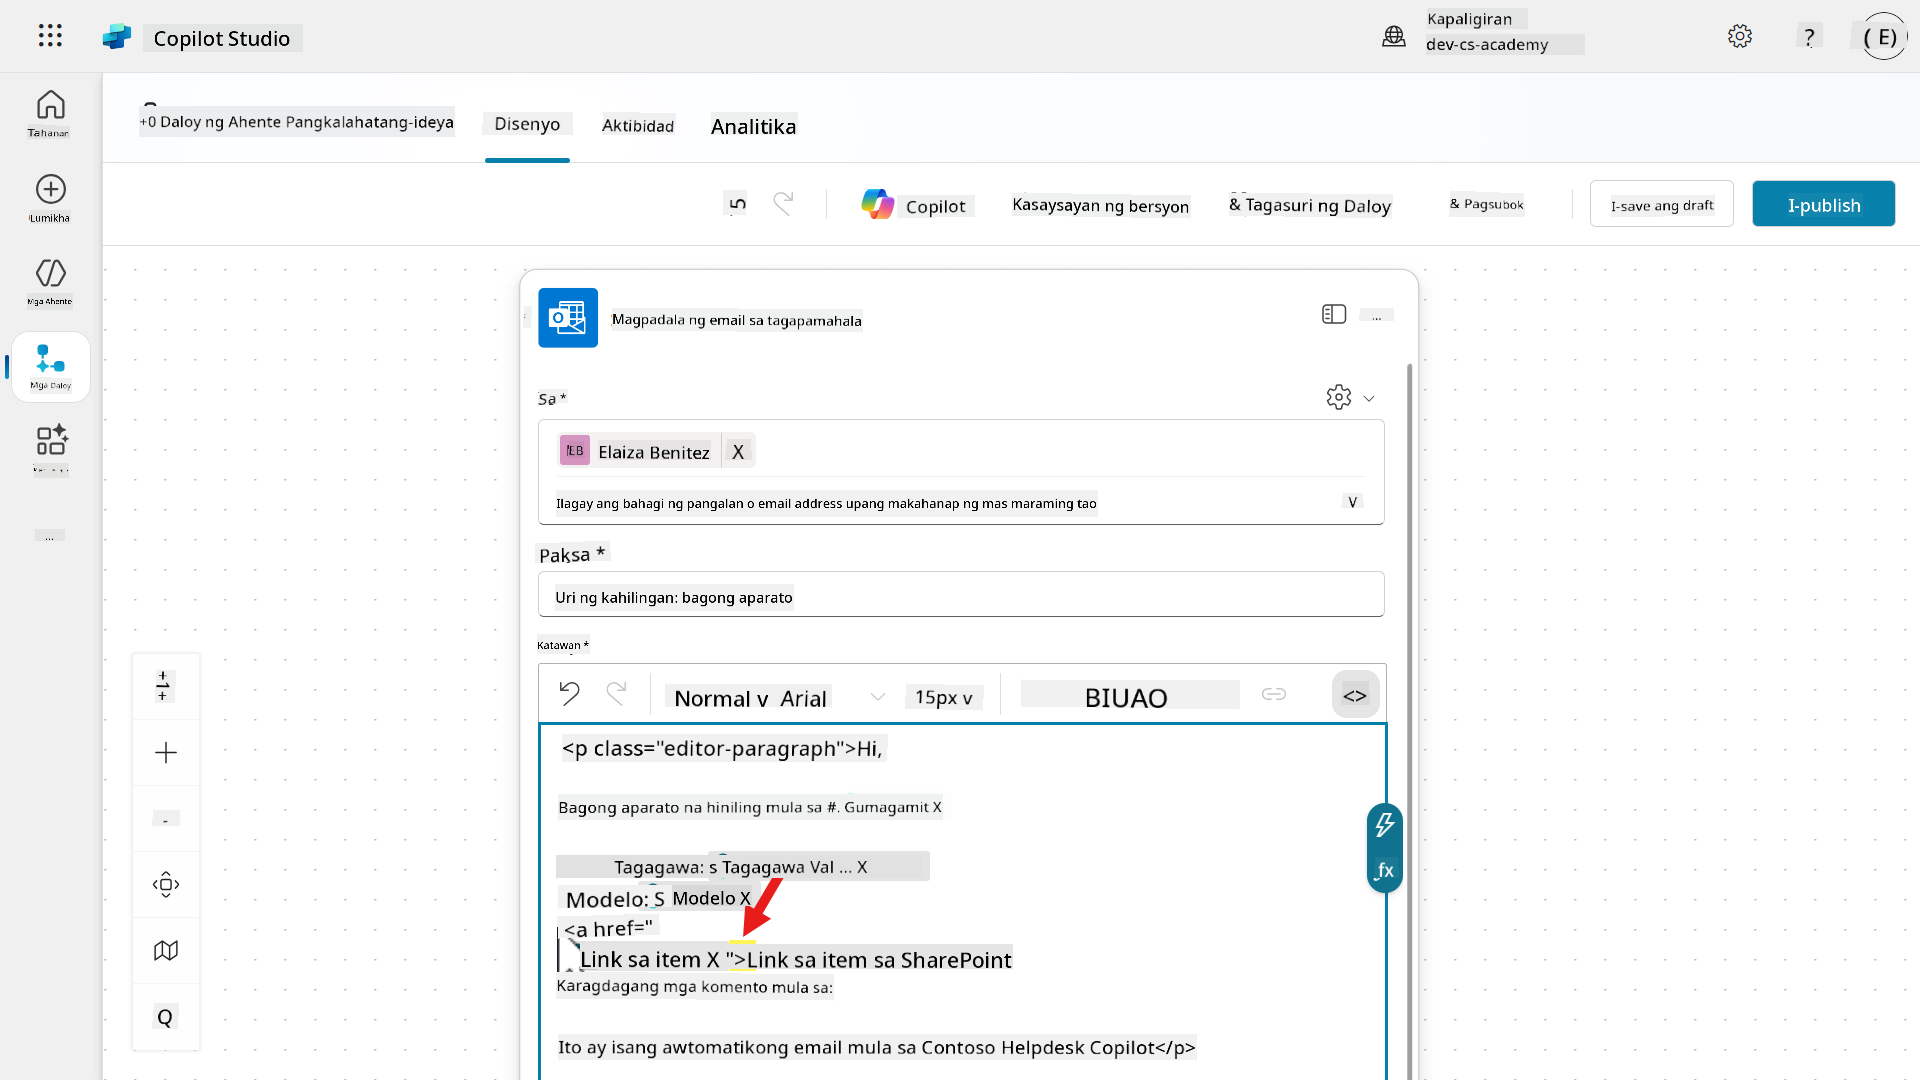 Copilot Studio
Kapaligiran
dev-cs-academy
?
( E)
Tahanan
Lumikha
Mga Ahente
Mga Daloy
...
+0 Daloy ng Ahente Pangkalahatang-ideya
Disenyo
Aktibidad
Analitika
5
Copilot
Kasaysayan ng bersyon
& Tagasuri ng Daloy
& Pagsubok
I-save ang draft
I-publish
Magpadala ng email sa tagapamahala
...
Sa *
EB
Elaiza Benitez
X
Ilagay ang bahagi ng pangalan o email address upang makahanap ng mas maraming tao
V
Paksa *
Uri ng kahilingan: bagong aparato
Katawan *
Normal v Arial
15px v
BIUAO
<>
<p class="editor-paragraph">Hi,
Bagong aparato na hiniling mula sa #. Gumagamit X
Tagagawa: s Tagagawa Val ... X
Modelo: S Modelo X
<a href="
Link sa item X ">Link sa item sa SharePoint
Karagdagang mga komento mula sa:
Ito ay isang awtomatikong email mula sa Contoso Helpdesk Copilot</p>
fx
Q